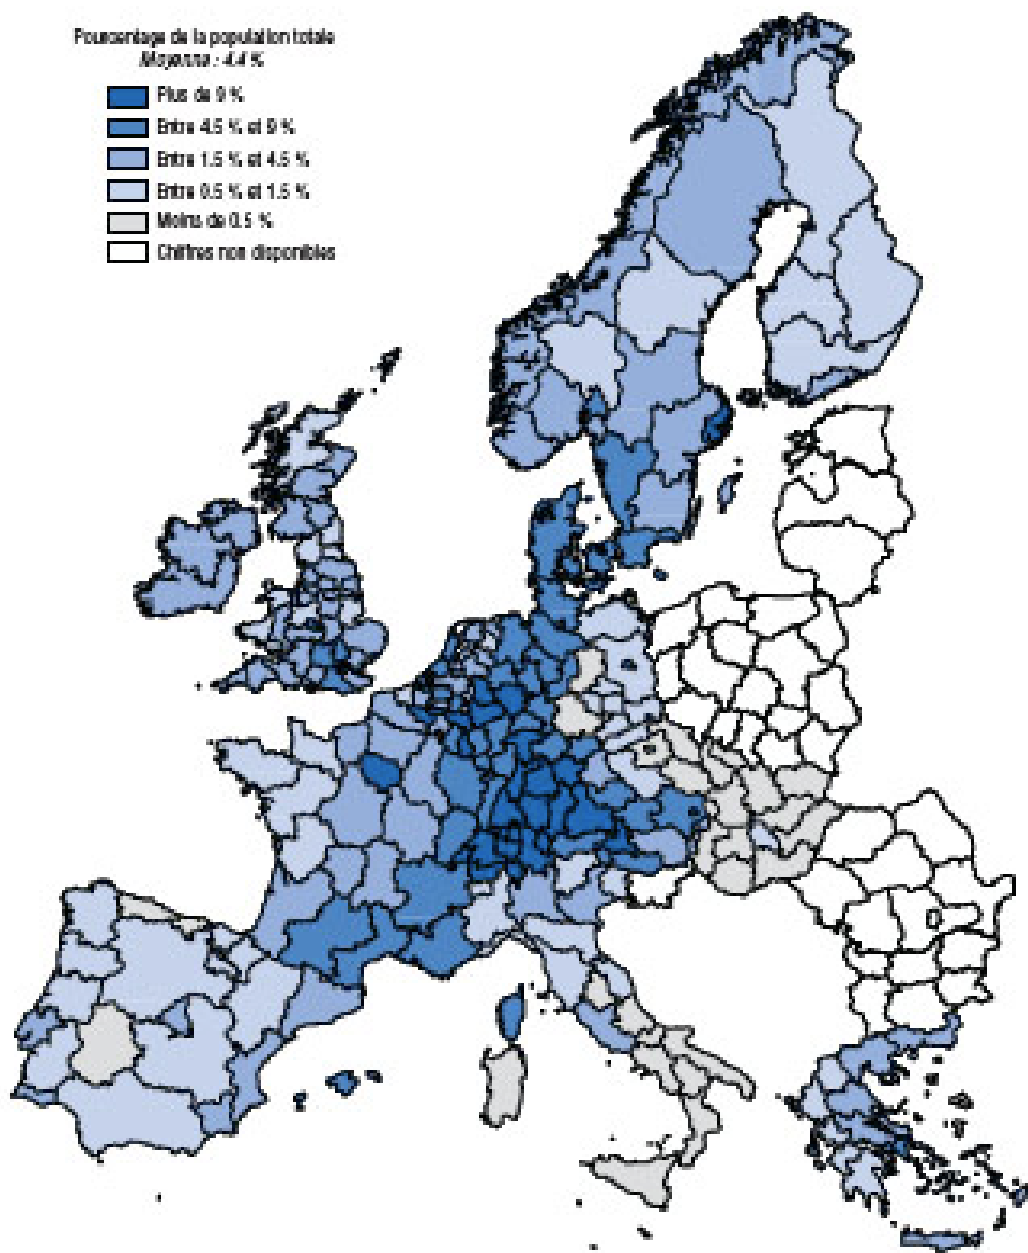 Pourcentage de la population totale
Moyenne : 4.4 %
Plus de 9 %
Entre 4.5 % et 9 %
Entre 1.5 % et 4.5 %
Entre 0.5 % et 1.5 %
Moins de 0.5 %
Chiffres non disponibles